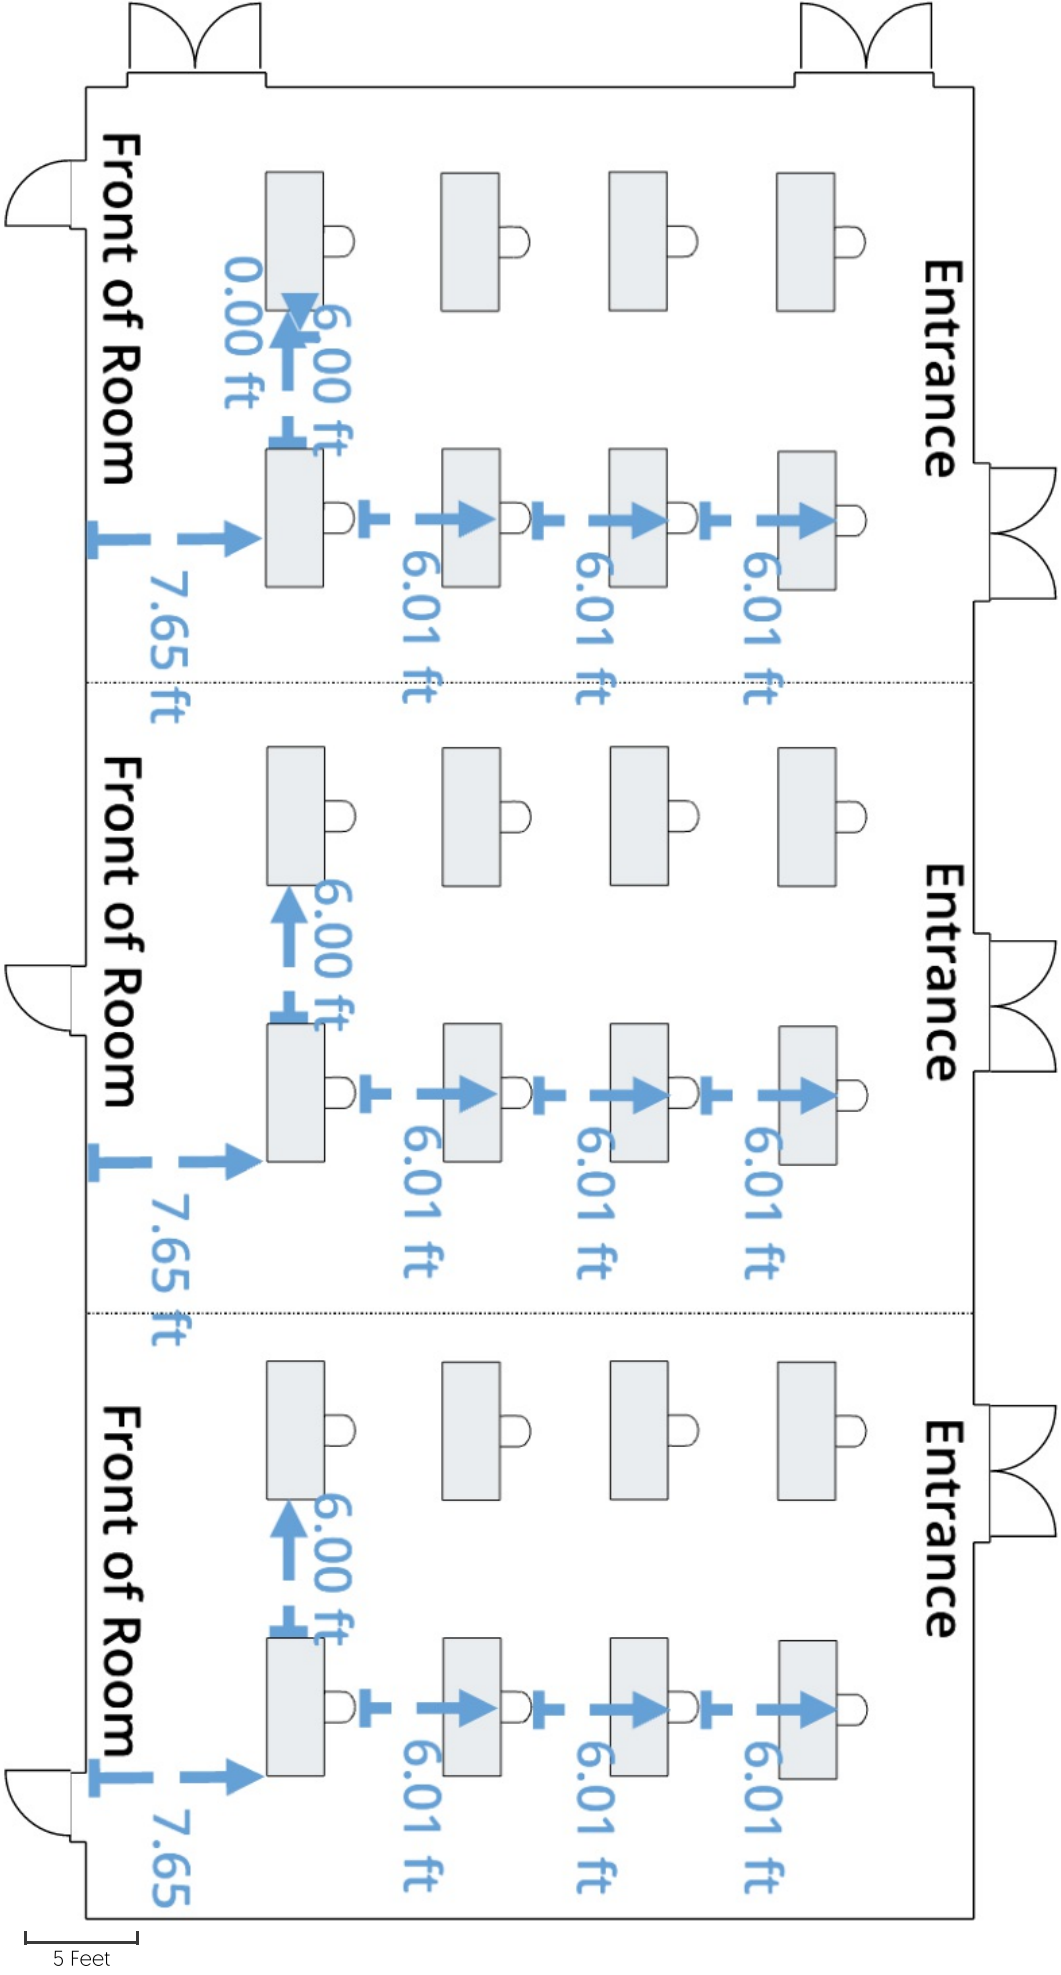 Front of Room
0.00 ft
6.00 ft
Entrance
7.65 ft
6.01 ft
6.01 ft
6.01 ft
Front of Room
6.00 ft
Entrance
7.65 ft
6.01 ft
6.01 ft
6.01 ft
Front of Room
6.00 ft
Entrance
7.65
6.01 ft
6.01 ft
6.01 ft
5 Feet